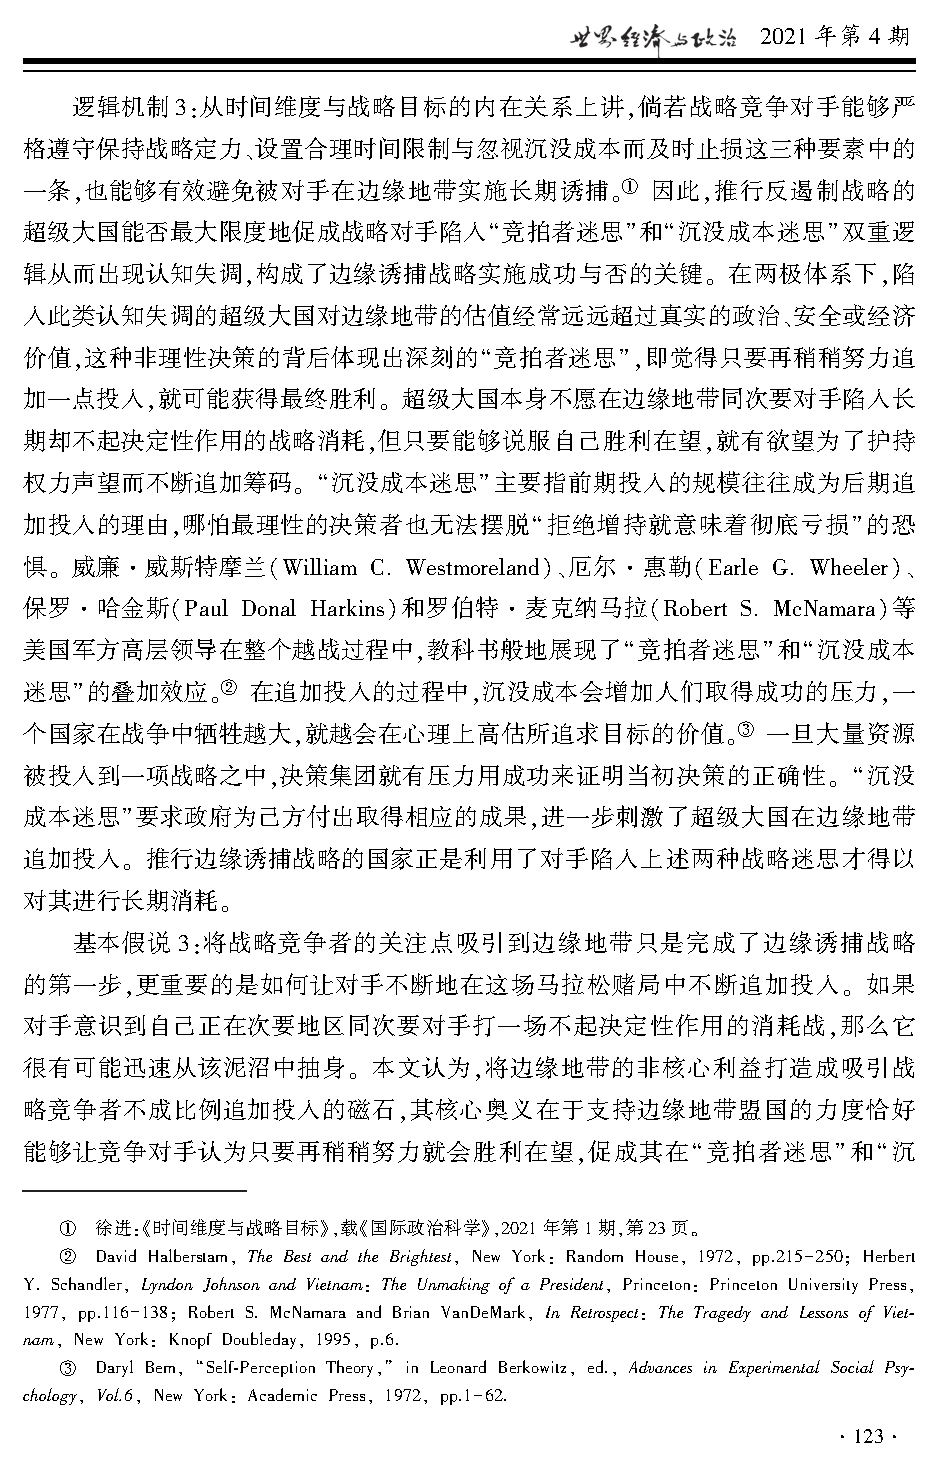 世界经济与政治 2021 年第 4 期
逻辑机制 3:从时间维度与战略目标的内在关系上讲,倘若战略竞争对手能够严
格遵守保持战略定力、设置合理时间限制与忽视沉没成本而及时止损这三种要素中的
一条,也能够有效避免被对手在边缘地带实施长期诱捕。① 因此,推行反遏制战略的
超级大国能否最大限度地促成战略对手陷入“竞拍者迷思”和“沉没成本迷思”双重逻
辑从而出现认知失调,构成了边缘诱捕战略实施成功与否的关键。在两极体系下,陷
入此类认知失调的超级大国对边缘地带的估值经常远远超过真实的政治、安全或经济
价值,这种非理性决策的背后体现出深刻的“竞拍者迷思”,即觉得只要再稍稍努力追
加一点投入,就可能获得最终胜利。超级大国本身不愿在边缘地带同次要对手陷入长
期却不起决定性作用的战略消耗,但只要能够说服自己胜利在望,就有欲望为了护持
权力声望而不断追加筹码。“沉没成本迷思”主要指前期投入的规模往往成为后期追
加投入的理由,哪怕最理性的决策者也无法摆脱“拒绝增持就意味着彻底亏损”的恐
惧。威廉·威斯特摩兰(William C. Westmoreland)、厄尔·惠勒(Earle G. Wheeler)、
保罗·哈金斯(Paul Donal Harkins)和罗伯特·麦克纳马拉(Robert S. McNamara)等
美国军方高层领导在整个越战过程中,教科书般地展现了“竞拍者迷思”和“沉没成本
迷思”的叠加效应。② 在追加投入的过程中,沉没成本会增加人们取得成功的压力,一
个国家在战争中牺牲越大,就越会在心理上高估所追求目标的价值。③ 一旦大量资源
被投入到一项战略之中,决策集团就有压力用成功来证明当初决策的正确性。“沉没
成本迷思”要求政府为己方付出取得相应的成果,进一步刺激了超级大国在边缘地带
追加投入。推行边缘诱捕战略的国家正是利用了对手陷入上述两种战略迷思才得以
对其进行长期消耗。
基本假说 3:将战略竞争者的关注点吸引到边缘地带只是完成了边缘诱捕战略
的第一步,更重要的是如何让对手不断地在这场马拉松赌局中不断追加投入。如果
对手意识到自己正在次要地区同次要对手打一场不起决定性作用的消耗战,那么它
很有可能迅速从该泥沼中抽身。本文认为,将边缘地带的非核心利益打造成吸引战
略竞争者不成比例追加投入的磁石,其核心奥义在于支持边缘地带盟国的力度恰好
能够让竞争对手认为只要再稍稍努力就会胜利在望,促成其在“竞拍者迷思”和“沉
① 徐进:《时间维度与战略目标》,载《国际政治科学》,2021 年第 1 期,第 23 页。
② David Halberstam, The Best and the Brightest, New York: Random House, 1972, pp.215-250; Herbert
Y. Schandler, Lyndon Johnson and Vietnam: The Unmaking of a President, Princeton: Princeton University Press,
1977, pp.116-138; Robert S. McNamara and Brian VanDeMark, In Retrospect: The Tragedy and Lessons of Viet-
nam, New York: Knopf Doubleday, 1995, p.6.
③ Daryl Bem, “Self-Perception Theory,” in Leonard Berkowitz, ed., Advances in Experimental Social Psy-
chology, Vol.6, New York: Academic Press, 1972, pp.1-62.
·123·